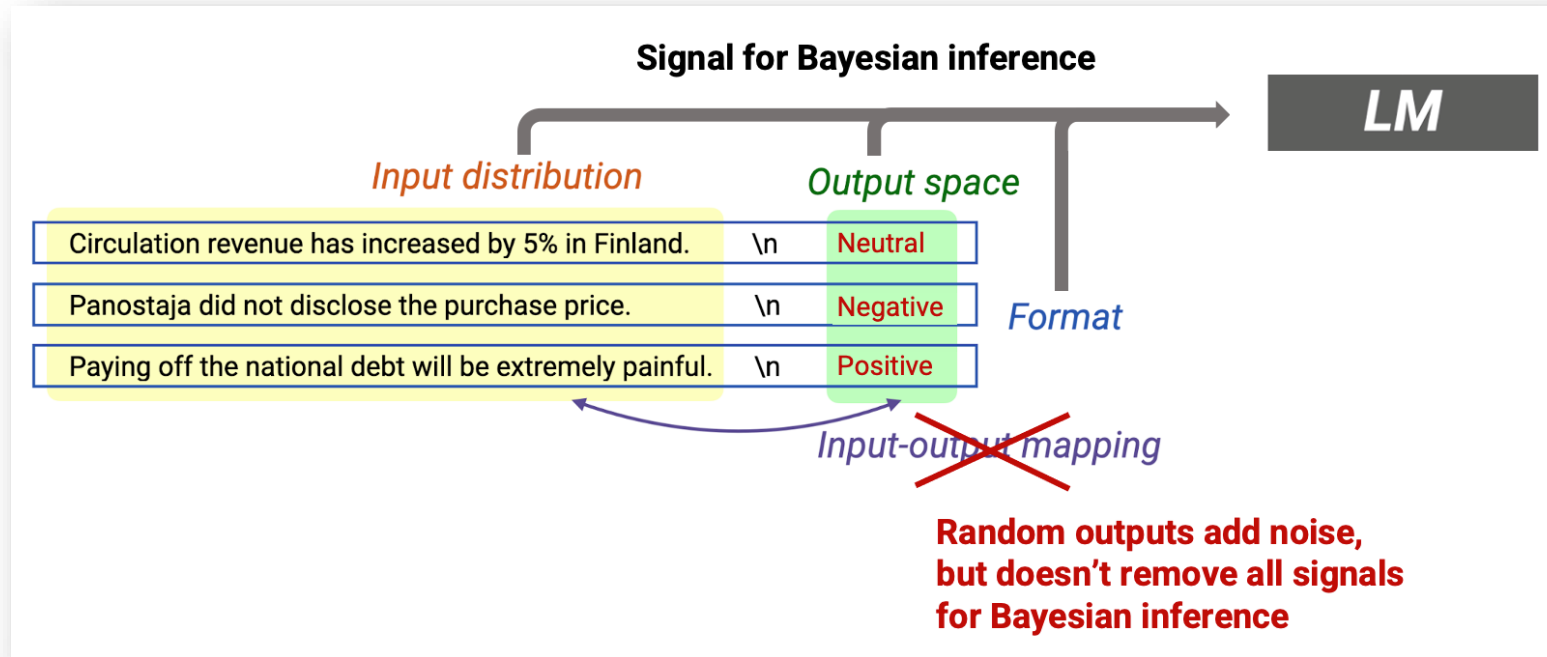 Signal for Bayesian inference
LM
Input distribution
Output space
Circulation revenue has increased by 5% in Finland. \n Neutral
Panostaja did not disclose the purchase price. \n Negative
Format
Paying off the national debt will be extremely painful. \n Positive
Input-output mapping
Random outputs add noise,
but doesn't remove all signals
for Bayesian inference